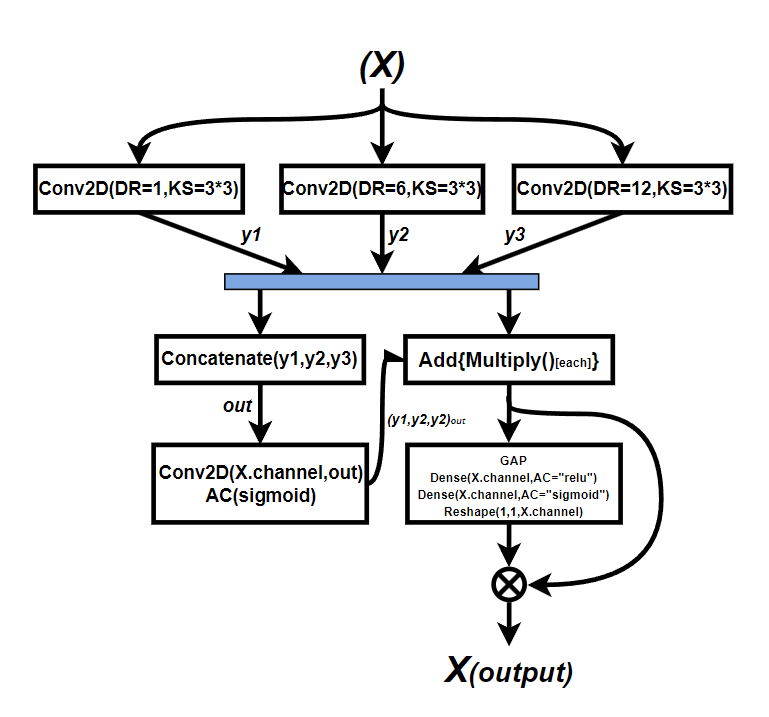 (X)
Conv2D(DR=1,KS=3*3)
Conv2D(DR=6,KS=3*3)
Conv2D(DR=12,KS=3*3)
y1
y2
y3
Concatenate(y1,y2,y3)
Add{Multiply()[each]}
out
(y1,y2,y2)out
Conv2D(X.channel,out)
AC(sigmoid)
GAP
Dense(X.channel,AC="relu")
Dense(X.channel,AC="sigmoid")
Reshape(1,1,X.channel)
X(output)